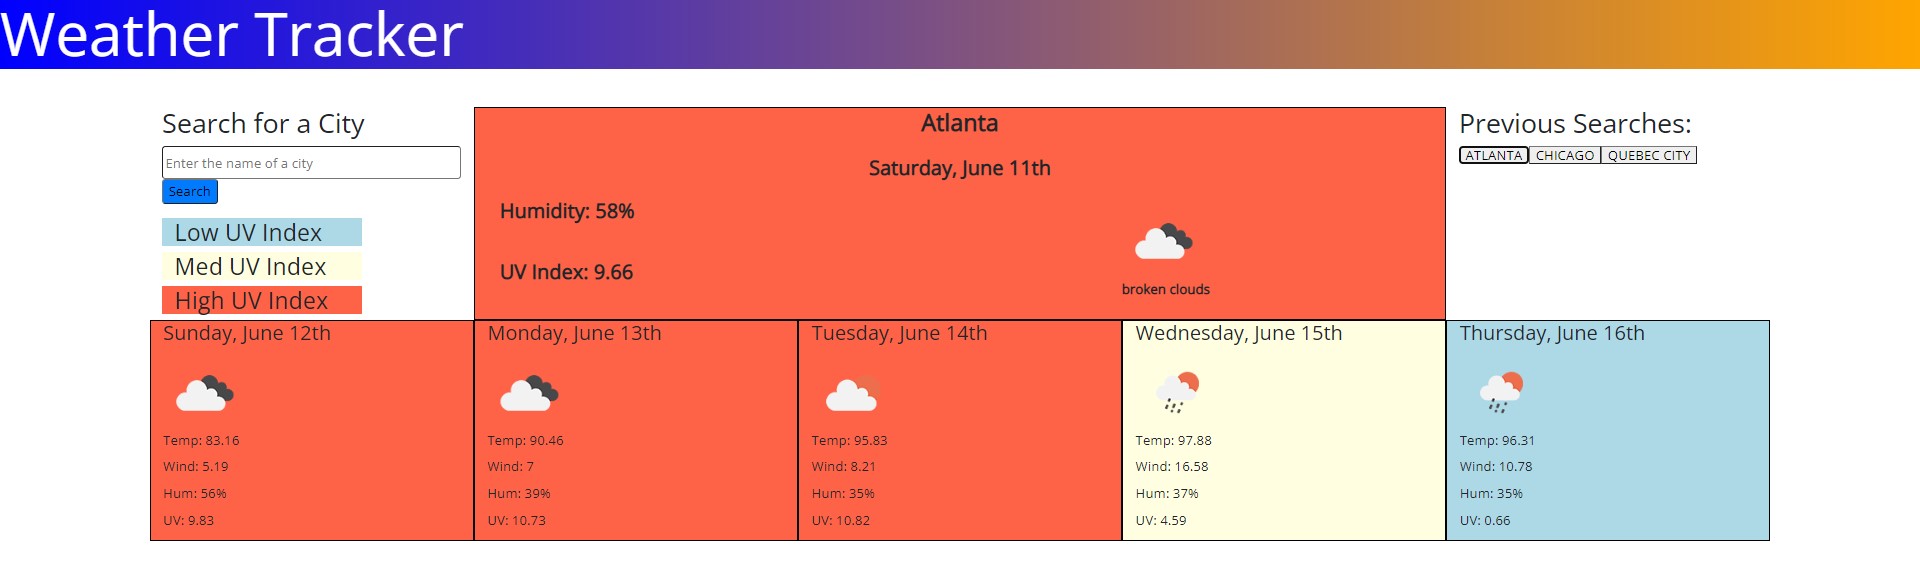 Weather Tracker
Search for a City
Enter the name of a city
Search
Low UV Index
Med UV Index
High UV Index
Atlanta
Saturday, June 11th
Humidity: 58%
UV Index: 9.66
broken clouds
Previous Searches:
ATLANTA CHICAGO QUEBEC CITY
Sunday, June 12th
Temp: 83.16
Wind: 5.19
Hum: 56%
UV: 9.83
Monday, June 13th
Temp: 90.46
Wind: 7
Hum: 39%
UV: 10.73
Tuesday, June 14th
Temp: 95.83
Wind: 8.21
Hum: 35%
UV: 10.82
Wednesday, June 15th
Temp: 97.88
Wind: 16.58
Hum: 37%
UV: 4.59
Thursday, June 16th
Temp: 96.31
Wind: 10.78
Hum: 35%
UV: 0.66